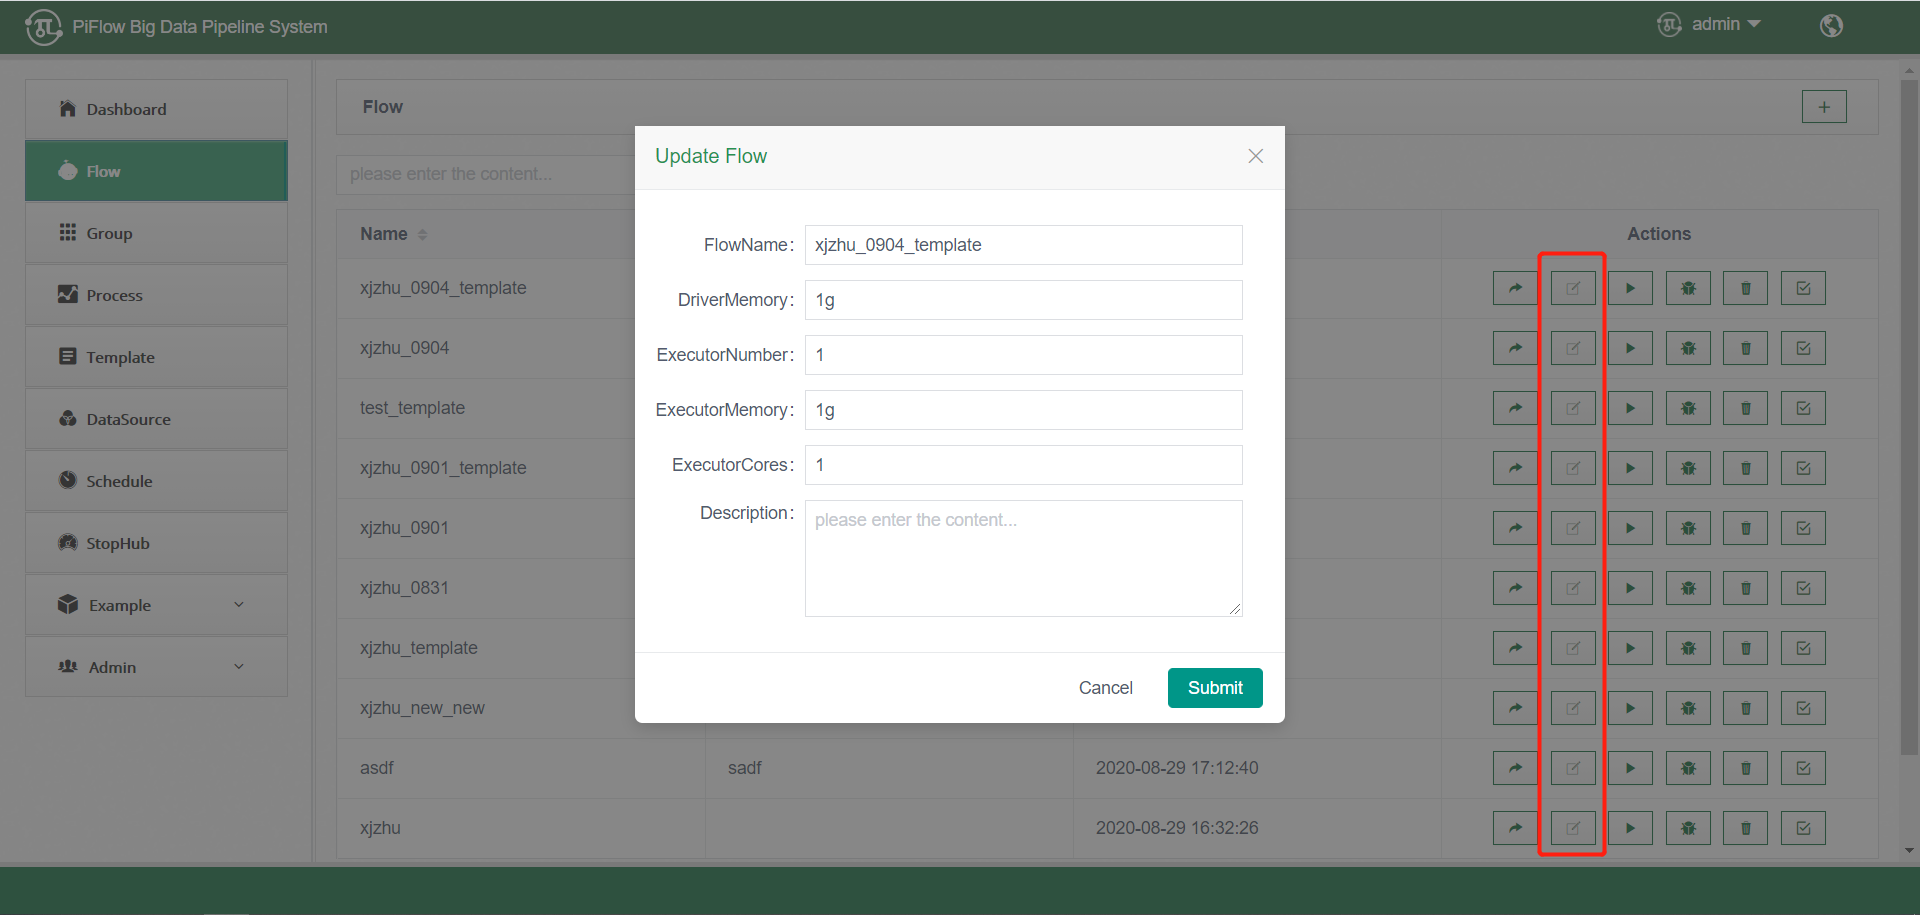 PiFlow Big Data Pipeline System
admin
Dashboard
Flow
Group
Process
Template
DataSource
Schedule
StopHub
Example
Admin
Flow
+
please enter the content...
Name
Actions
xjzhu_0904_template
xjzhu_0904
test_template
xjzhu_0901_template
xjzhu_0901
xjzhu_0831
xjzhu_template
xjzhu_new_new
asdf sadf 2020-08-29 17:12:40
xjzhu 2020-08-29 16:32:26
Update Flow
FlowName: xjzhu_0904_template
DriverMemory: 1g
ExecutorNumber: 1
ExecutorMemory: 1g
ExecutorCores: 1
Description: please enter the content...
Cancel Submit